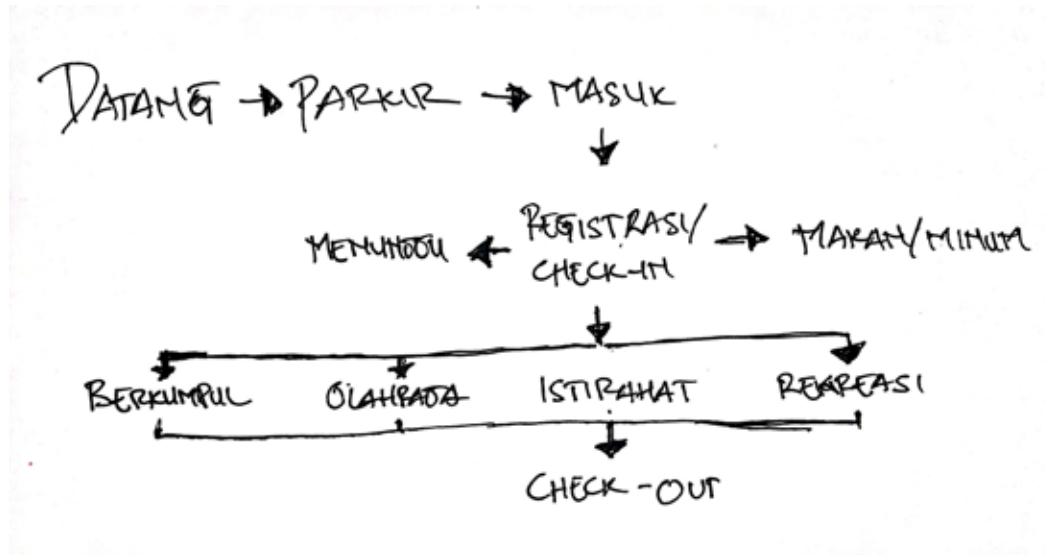 DATANG → PARKIR → MASUK
MENUNGGU ← REGISTRASI/ → MAKAN/MINUM
CHECK-IN
BERKUMPUL OLAHRAGA ISTIRAHAT REKREASI
CHECK-OUT